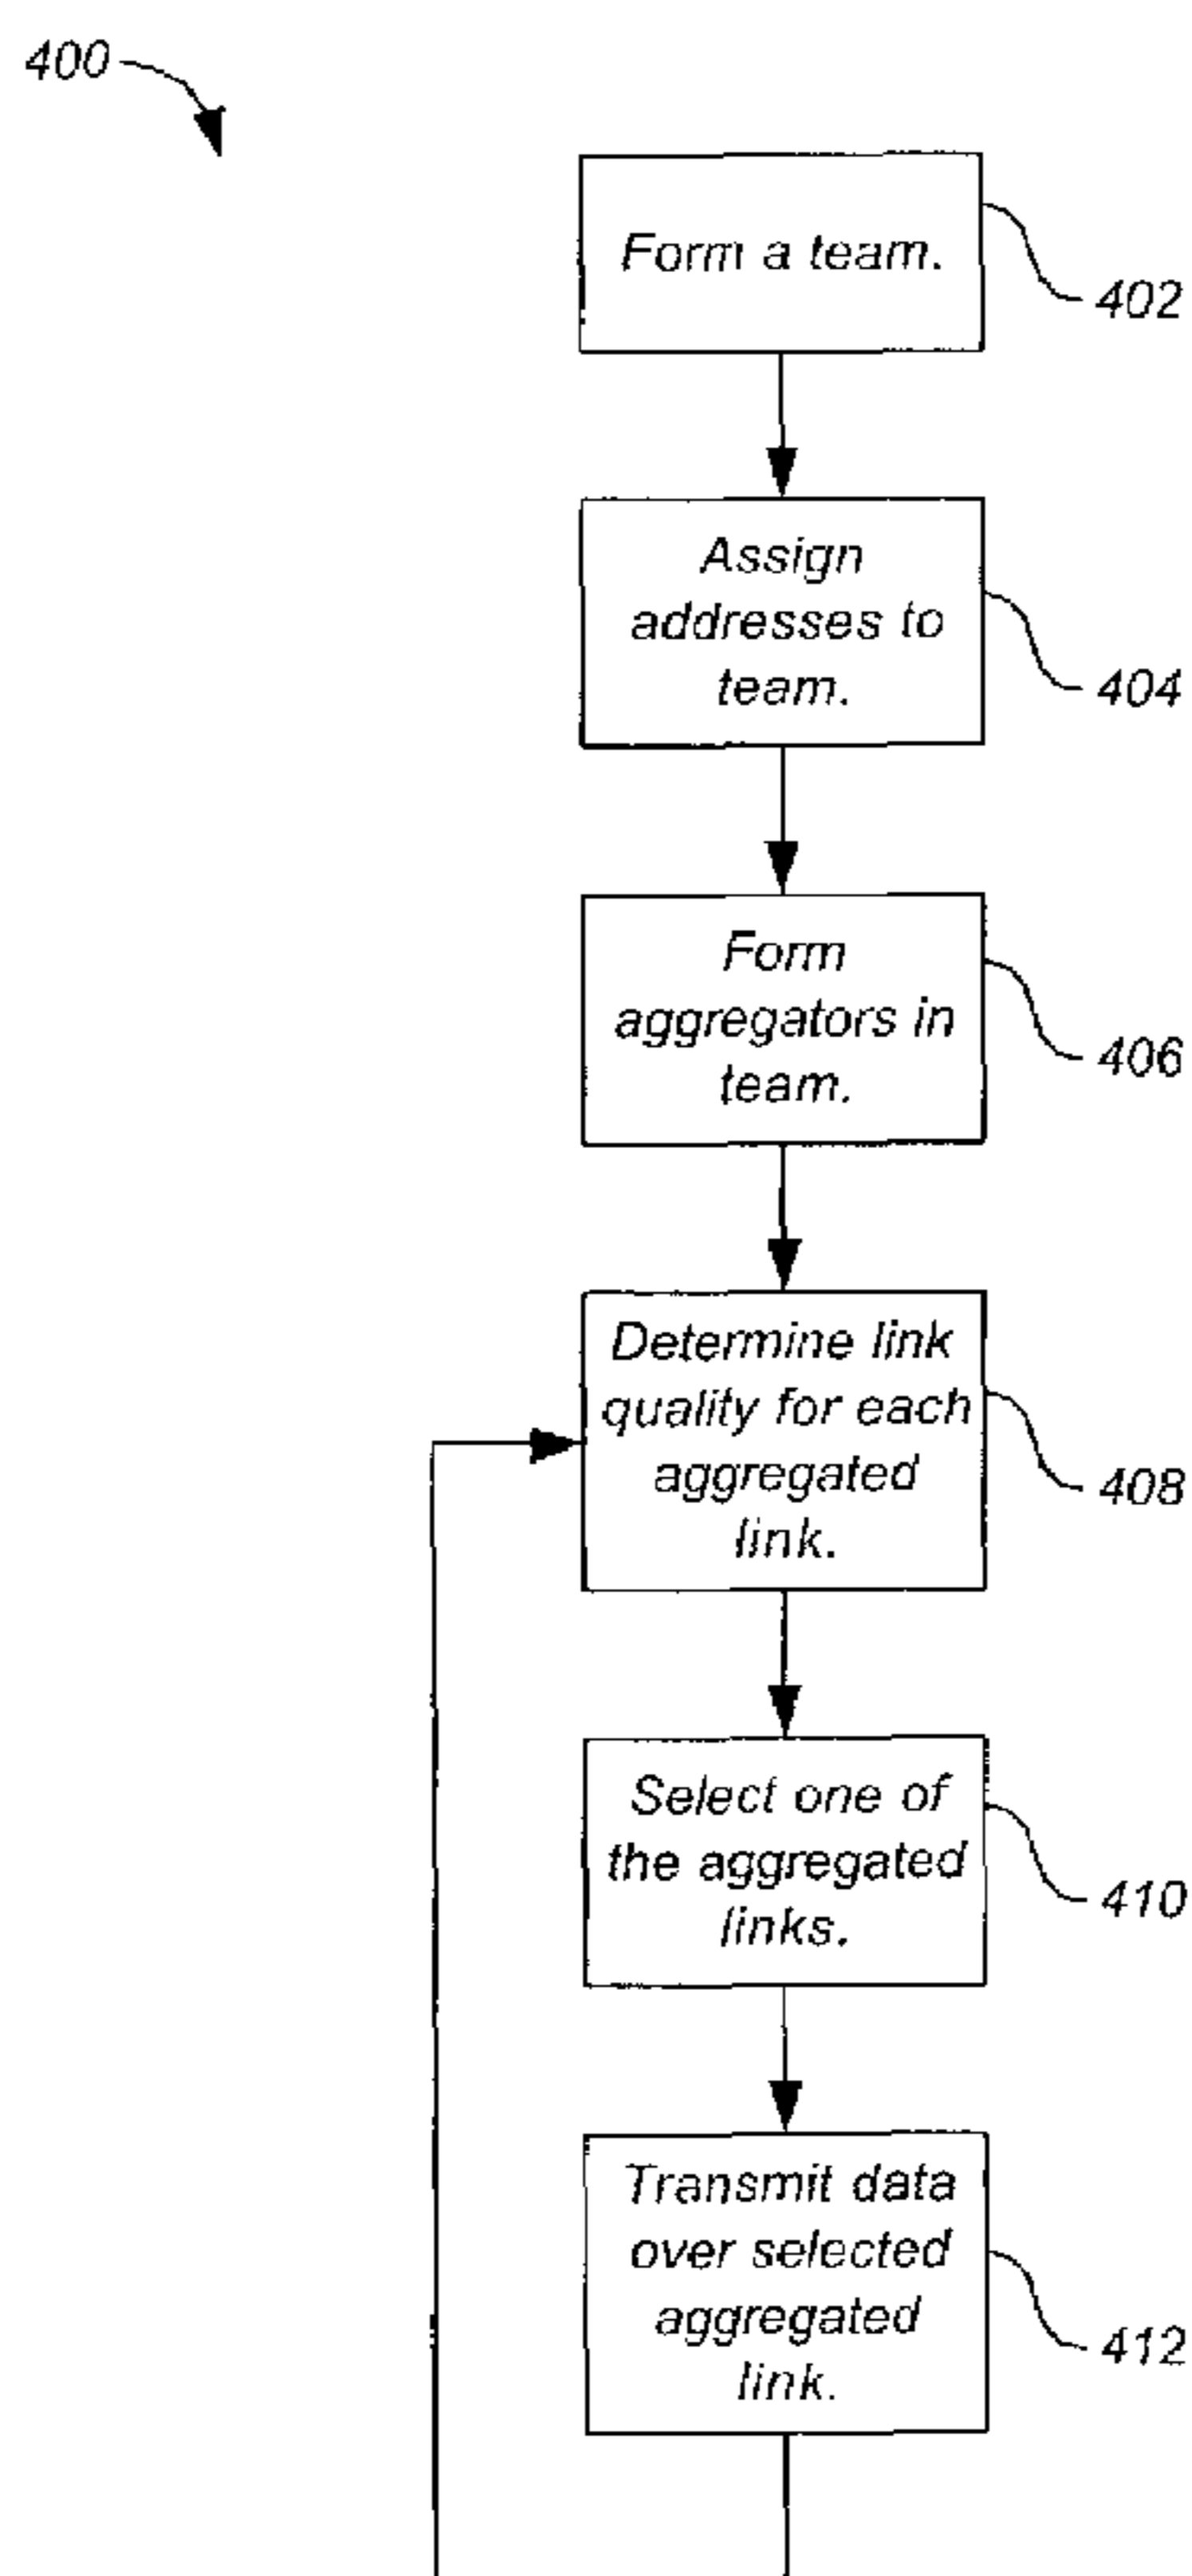 400
Form a team.
402
Assign
addresses to
team.
404
Form
aggregators in
team.
406
Determine link
quality for each
aggregated
link.
408
Select one of
the aggregated
links.
410
Transmit data
over selected
aggregated
link.
412